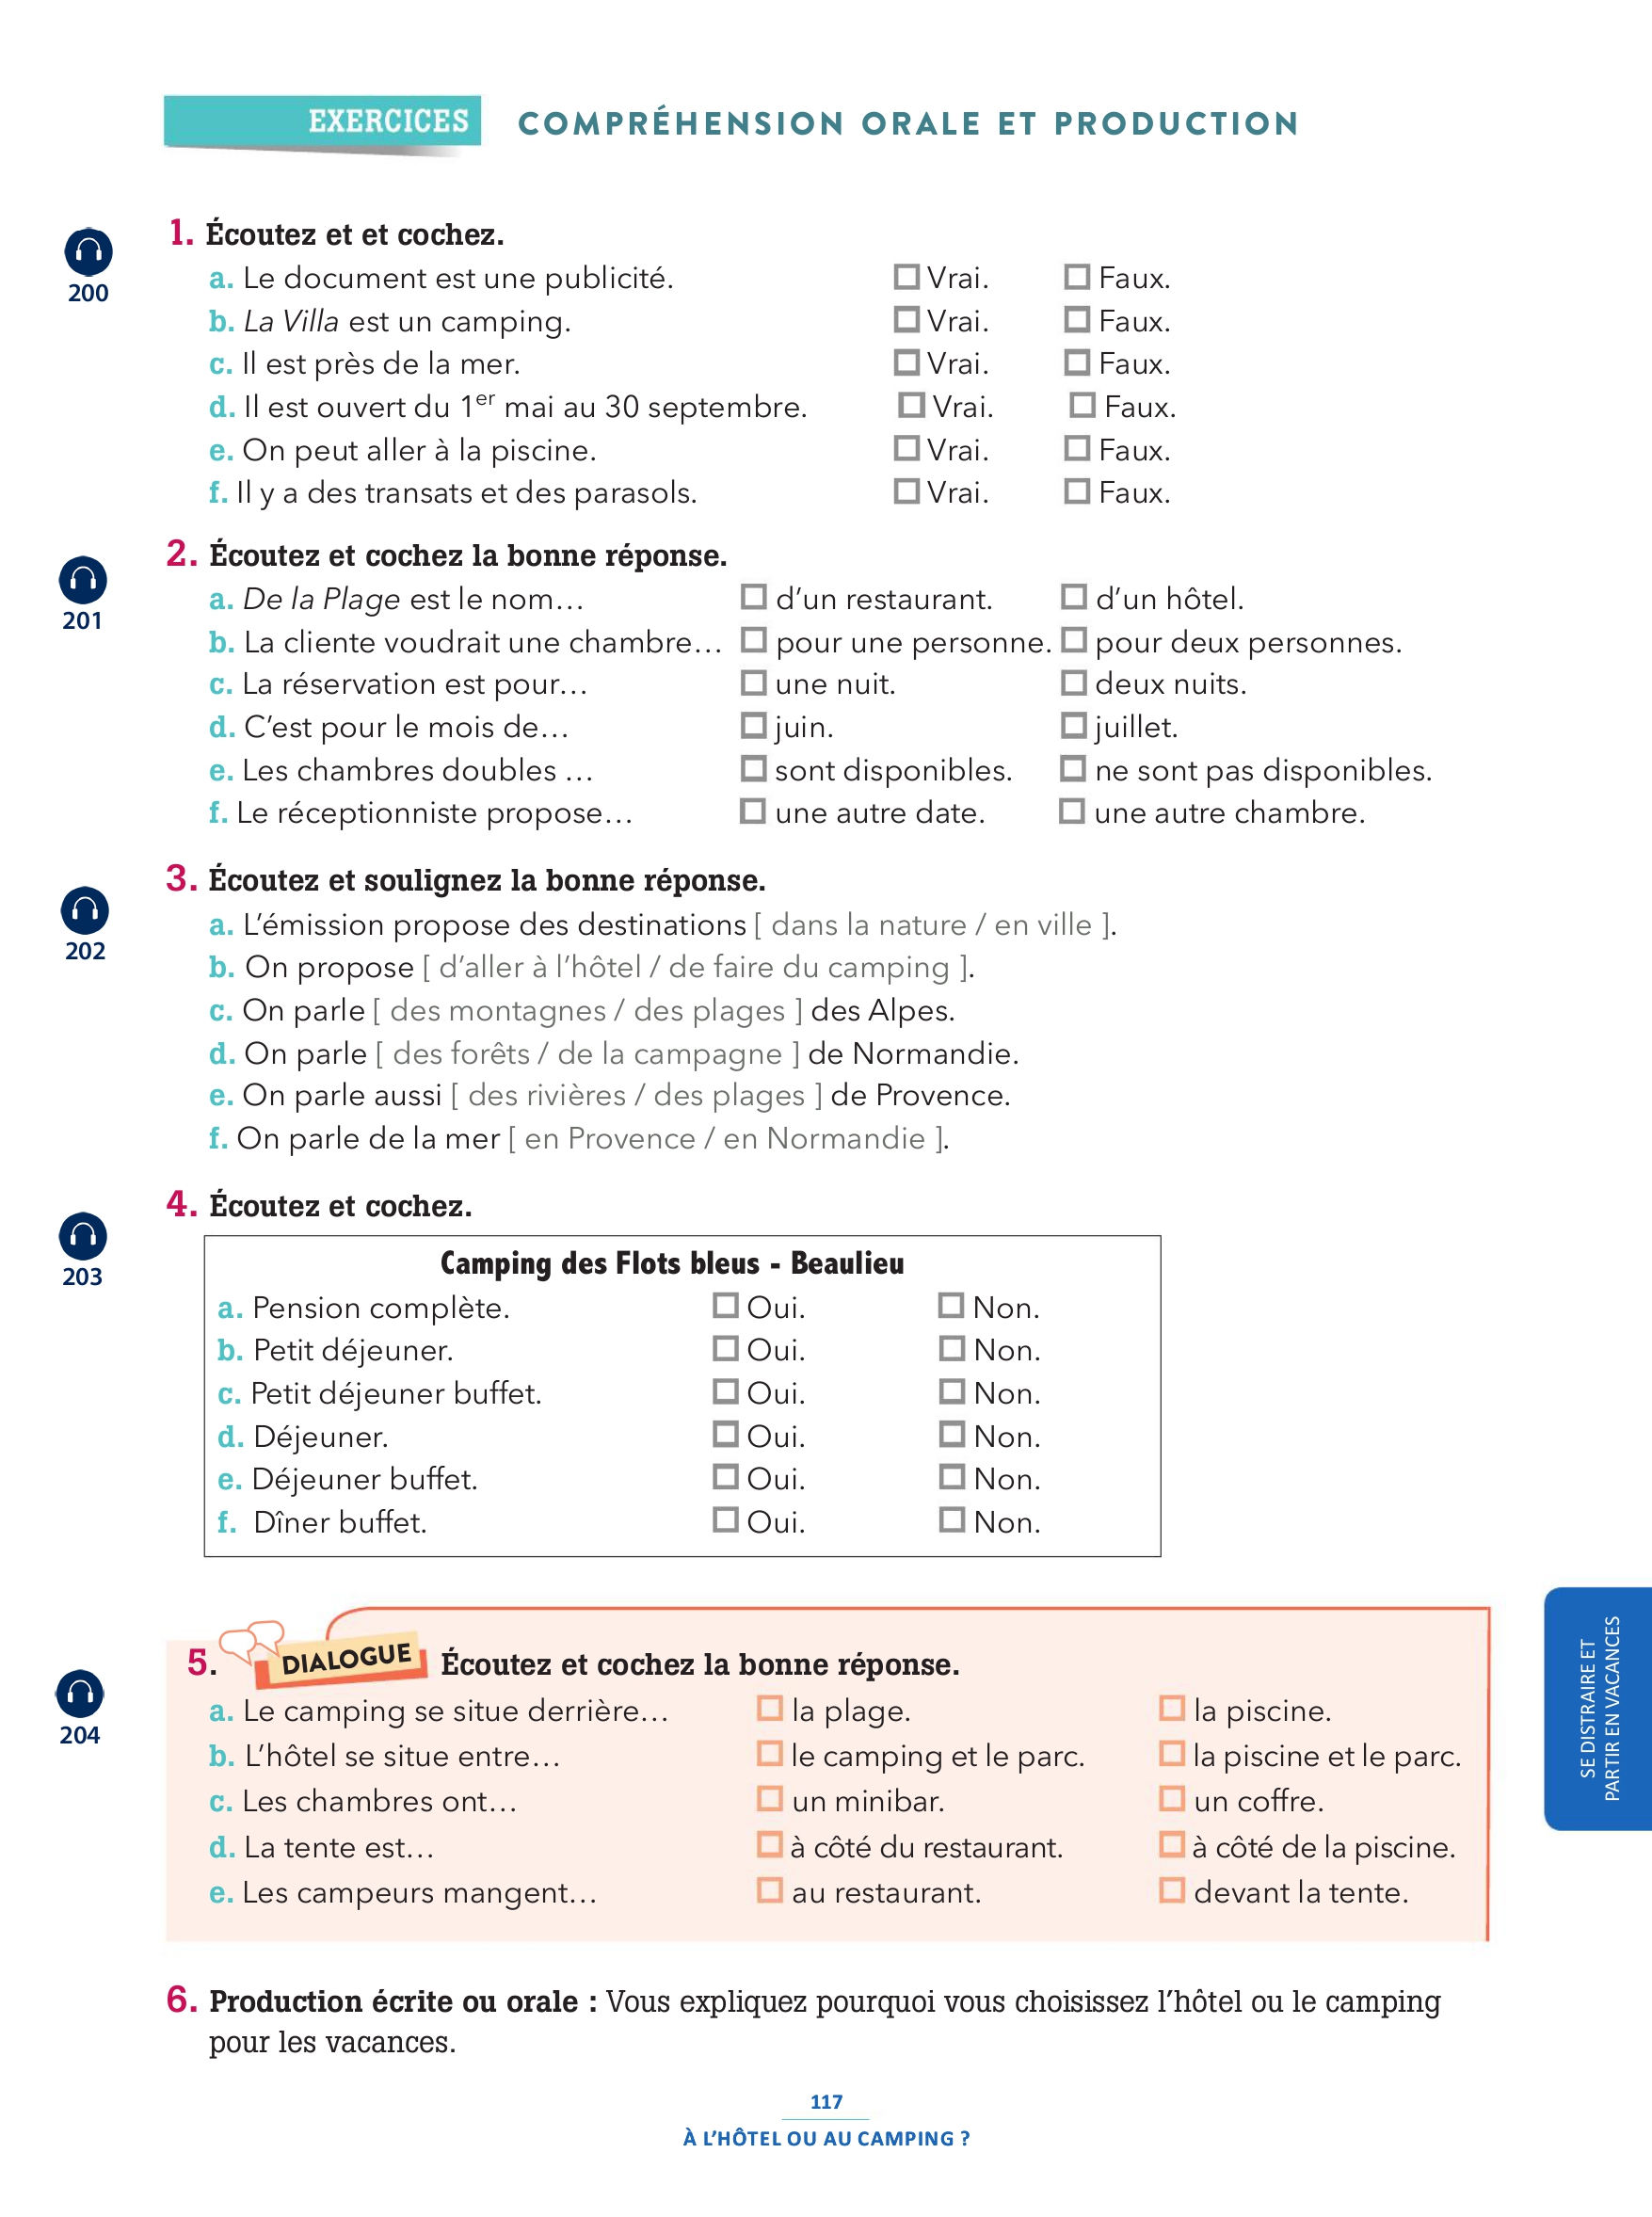 EXERCICES COMPRÉHENSION ORALE ET PRODUCTION
1. Écoutez et et cochez.
200
a. Le document est une publicité. Vrai. Faux.
b. La Villa est un camping. Vrai. Faux.
c. Il est près de la mer. Vrai. Faux.
d. Il est ouvert du 1er mai au 30 septembre. Vrai. Faux.
e. On peut aller à la piscine. Vrai. Faux.
f. Il y a des transats et des parasols. Vrai. Faux.
2. Écoutez et cochez la bonne réponse.
201
a. De la Plage est le nom… d'un restaurant. d'un hôtel.
b. La cliente voudrait une chambre… pour une personne. pour deux personnes.
c. La réservation est pour… une nuit. deux nuits.
d. C'est pour le mois de… juin. juillet.
e. Les chambres doubles … sont disponibles. ne sont pas disponibles.
f. Le réceptionniste propose… une autre date. une autre chambre.
3. Écoutez et soulignez la bonne réponse.
202
a. L'émission propose des destinations [ dans la nature / en ville ].
b. On propose [ d'aller à l'hôtel / de faire du camping ].
c. On parle [ des montagnes / des plages ] des Alpes.
d. On parle [ des forêts / de la campagne ] de Normandie.
e. On parle aussi [ des rivières / des plages ] de Provence.
f. On parle de la mer [ en Provence / en Normandie ].
4. Écoutez et cochez.
203
Camping des Flots bleus - Beaulieu
a. Pension complète. Oui. Non.
b. Petit déjeuner. Oui. Non.
c. Petit déjeuner buffet. Oui. Non.
d. Déjeuner. Oui. Non.
e. Déjeuner buffet. Oui. Non.
f. Dîner buffet. Oui. Non.
5. DIALOGUE Écoutez et cochez la bonne réponse.
204
a. Le camping se situe derrière… la plage. la piscine.
b. L'hôtel se situe entre… le camping et le parc. la piscine et le parc.
c. Les chambres ont… un minibar. un coffre.
d. La tente est… à côté du restaurant. à côté de la piscine.
e. Les campeurs mangent… au restaurant. devant la tente.
SE DISTRAIRE ET
PARTIR EN VACANCES
6. Production écrite ou orale : Vous expliquez pourquoi vous choisissez l'hôtel ou le camping
pour les vacances.
117
À L'HÔTEL OU AU CAMPING ?